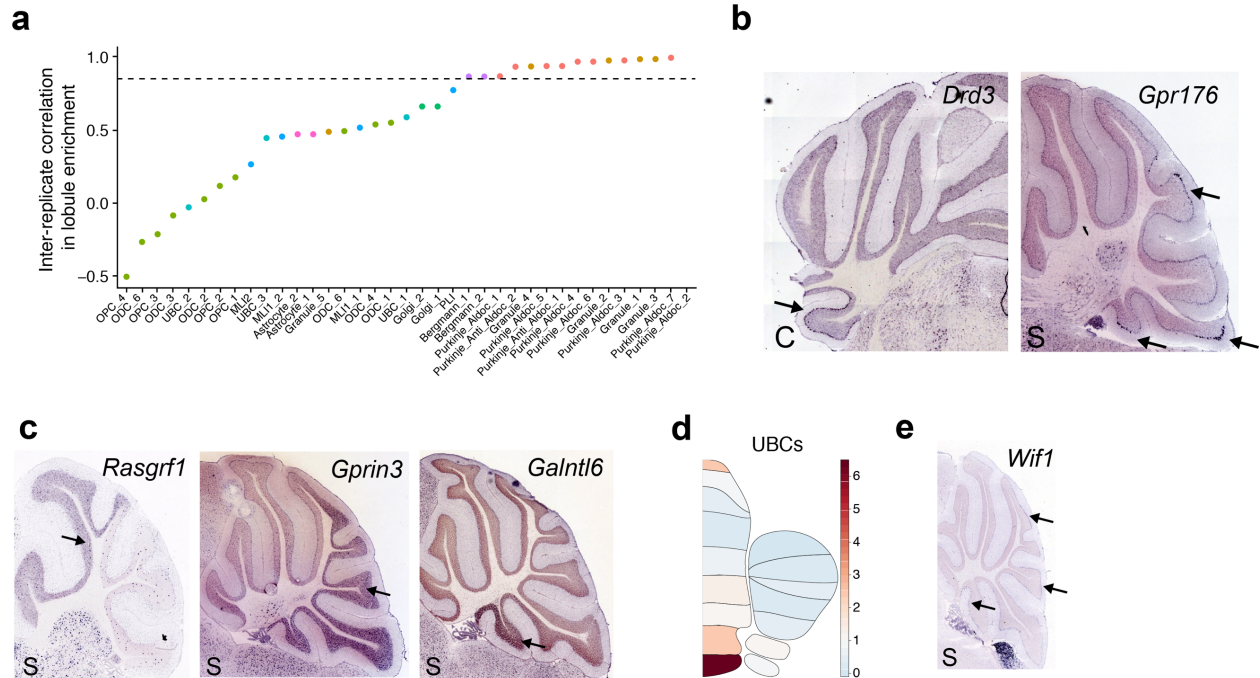 a
Inter-replicate correlation
in lobule enrichment
1.0
0.5
0.0
−0.5
OPC_4
ODC_6
OPC_3
ODC_3
UBC_2
ODC_2
OPC_2
OPC_1
MLI2
UBC_3
MLI1_2
Astrocyte_2
Astrocyte_1
Granule_5
ODC_6
MLI1_1
ODC_4
ODC_1
UBC_1
Golgi_2
Golgi_1
PLI
Bergmann_1
Bergmann_2
Purkinje_Aldoc_1
Purkinje_Anti_Aldoc_2
Granule_4
Purkinje_Aldoc_5
Purkinje_Anti_Aldoc_1
Purkinje_Aldoc_4
Purkinje_Aldoc_6
Granule_2
Purkinje_Aldoc_3
Granule_1
Granule_3
Purkinje_Aldoc_7
Purkinje_Aldoc_2
b
Drd3
C
Gpr176
S
c
Rasgrf1
S
Gprin3
S
Galntl6
S
d
UBCs
6
5
4
3
2
1
0
e
Wif1
S